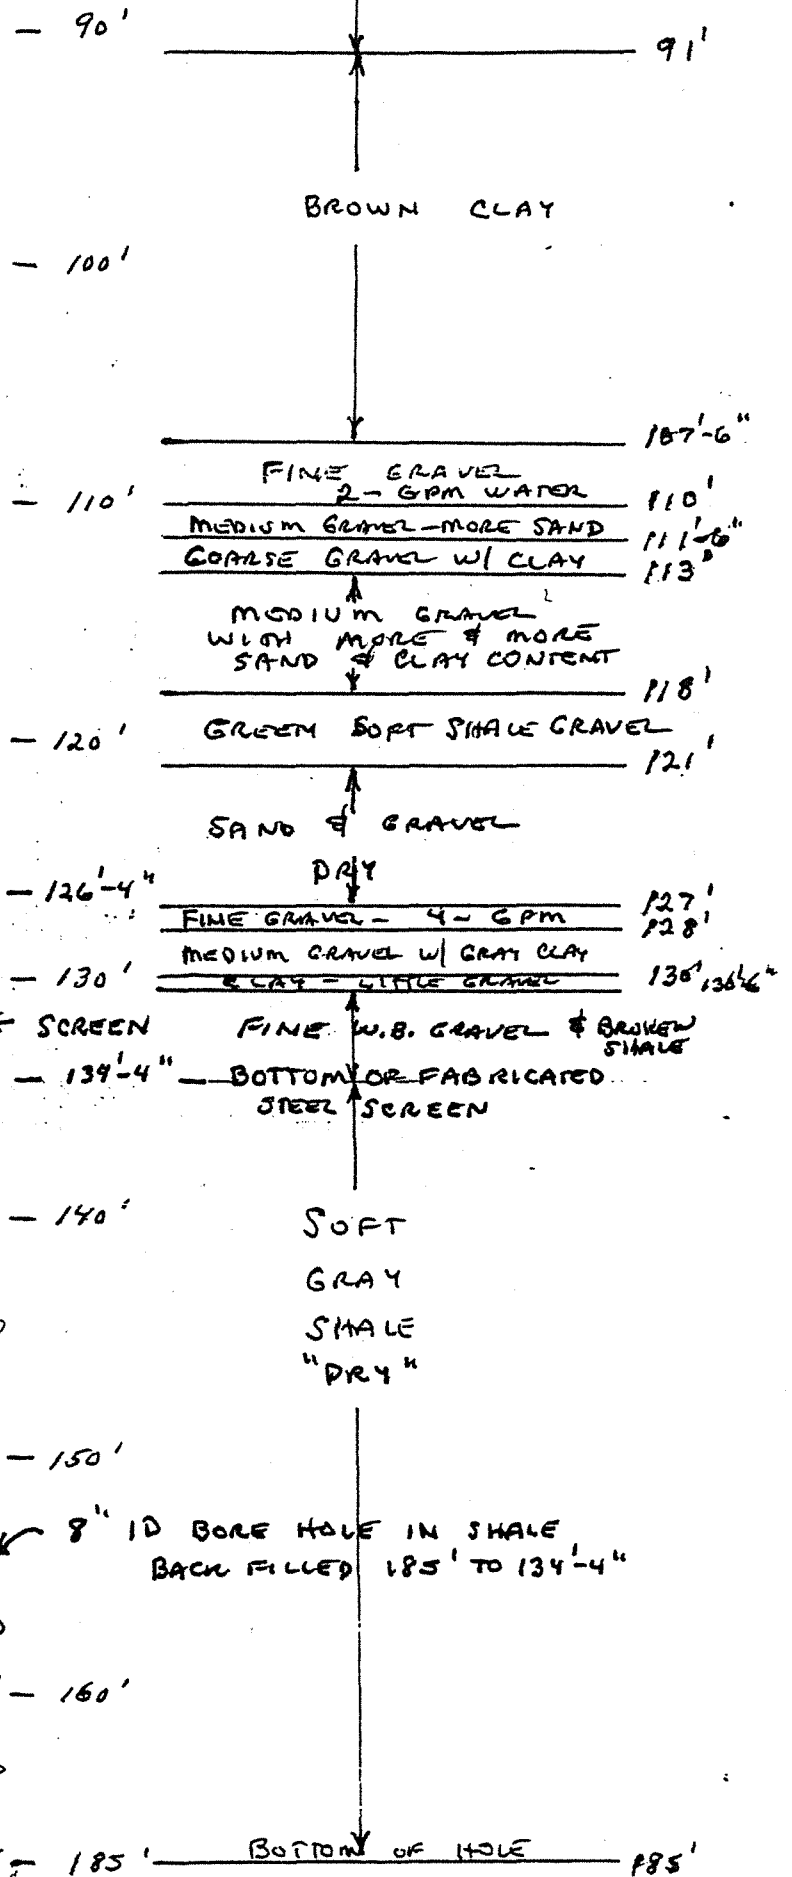 — 90'
91'
BROWN CLAY
— 100'
107'-6"
FINE GRAVEL
2- GPM WATER
— 110'
110'
MEDIUM GRAVEL-MORE SAND
111'-6"
COARSE GRAVEL W/ CLAY
113'
MEDIUM GRAVEL
WITH MORE & MORE
SAND & CLAY CONTENT
118'
GREEN SOFT SHALE GRAVEL
— 120'
121'
SAND & GRAVEL
DRY
— 126'-4"
127'
FINE GRAVEL - 4- GPM
128'
MEDIUM GRAVEL W/ GRAY CLAY
— 130'
130'
CLAY - LITTLE GRAVEL
130'6"
SCREEN
FINE W.B. GRAVEL & BROKEN
SHALE
— 134'-4" — BOTTOM OF FABRICATED
STEEL SCREEN
— 140'
SOFT
GRAY
SHALE
"DRY"
— 150'
8" ID BORE HOLE IN SHALE
BACK FILLED 185' TO 134'-4"
— 160'
— 185'
BOTTOM OF HOLE
185'